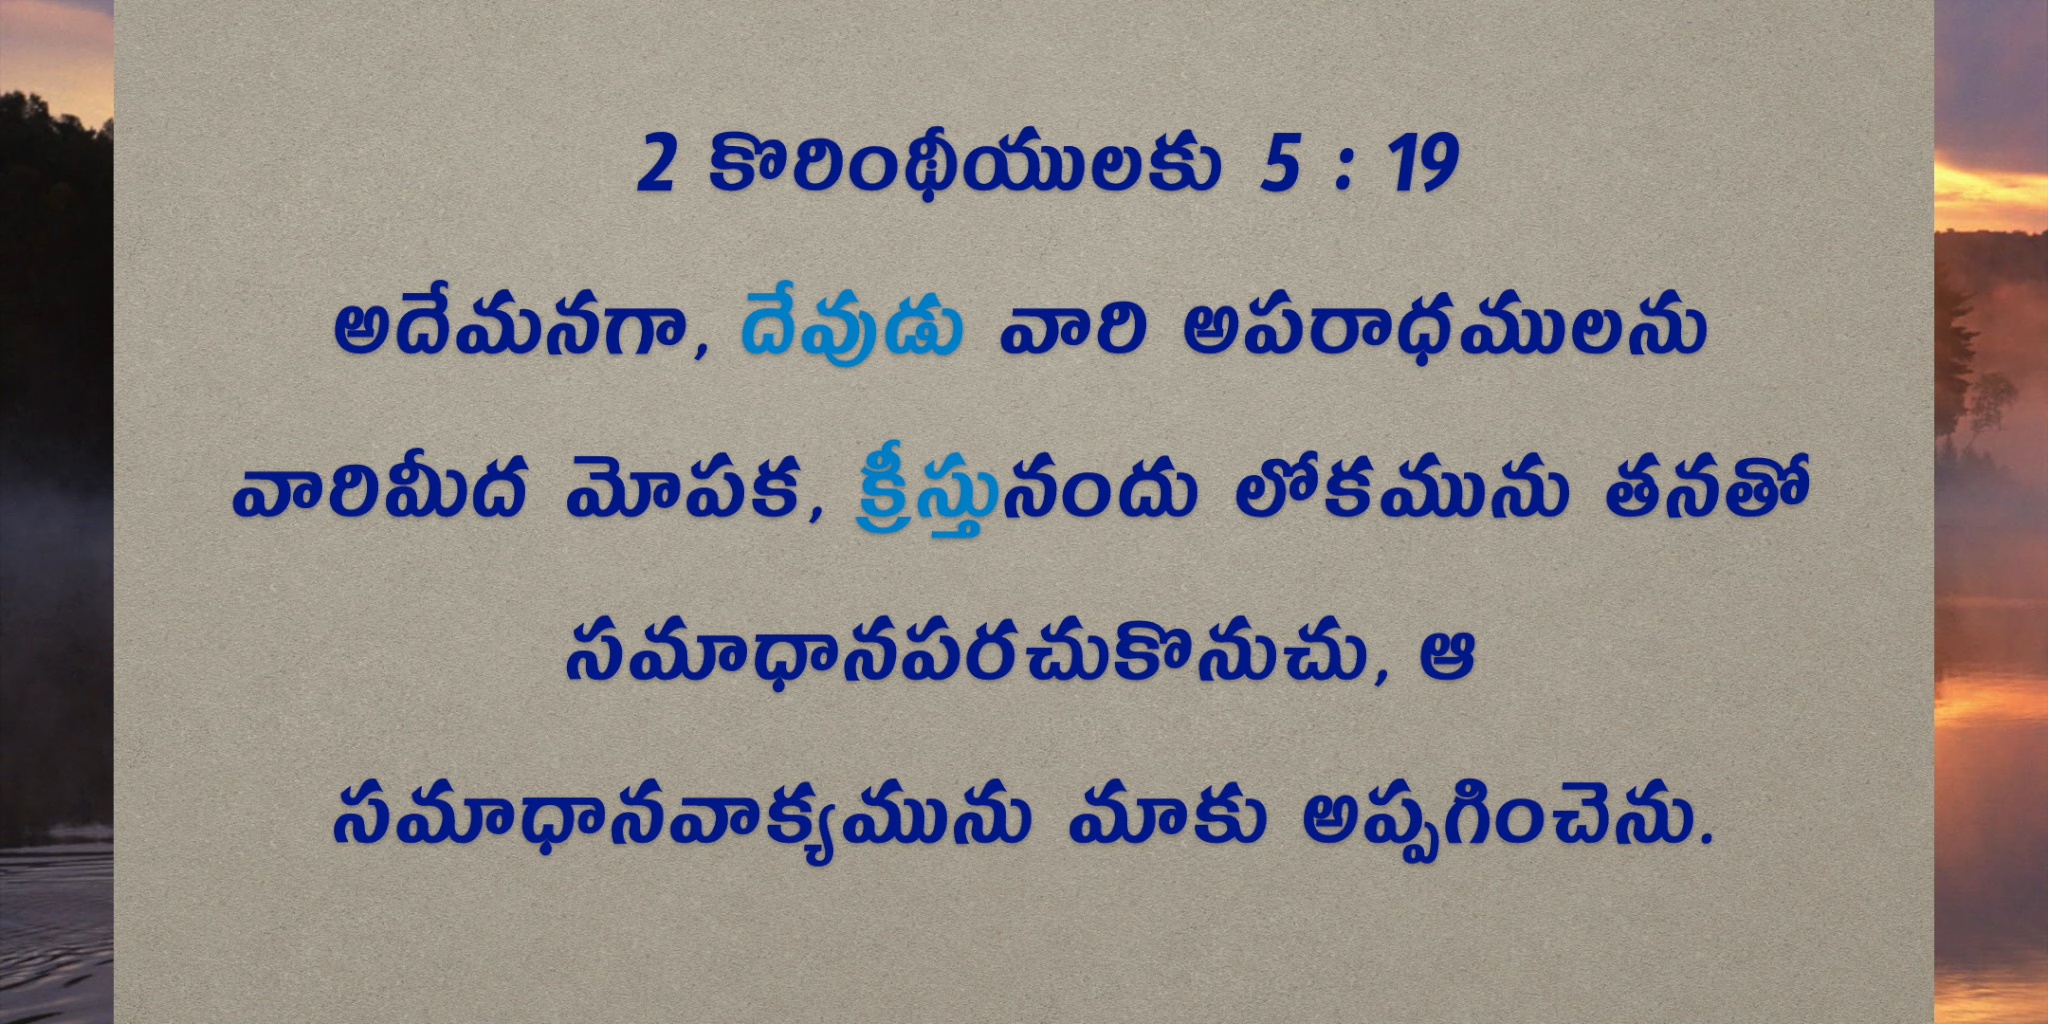 2 కొరింథీయులకు 5 : 19
అదేమనగా, దేవుడు వారి అపరాధములను
వారిమీద మోపక, క్రీస్తునందు లోకమును తనతో
సమాధానపరచుకొనుచు, ఆ
సమాధానవాక్యమును మాకు అప్పగించెను.